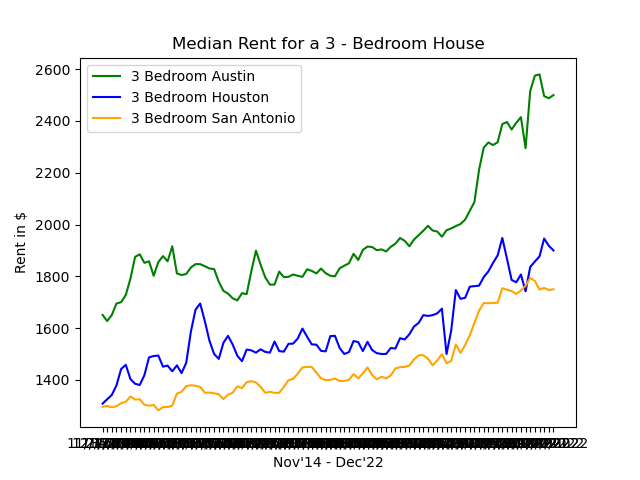 Median Rent for a 3 - Bedroom House
3 Bedroom Austin
3 Bedroom Houston
3 Bedroom San Antonio
2600
2400
2200
2000
1800
1600
1400
Rent in $
Nov'14 - Dec'22